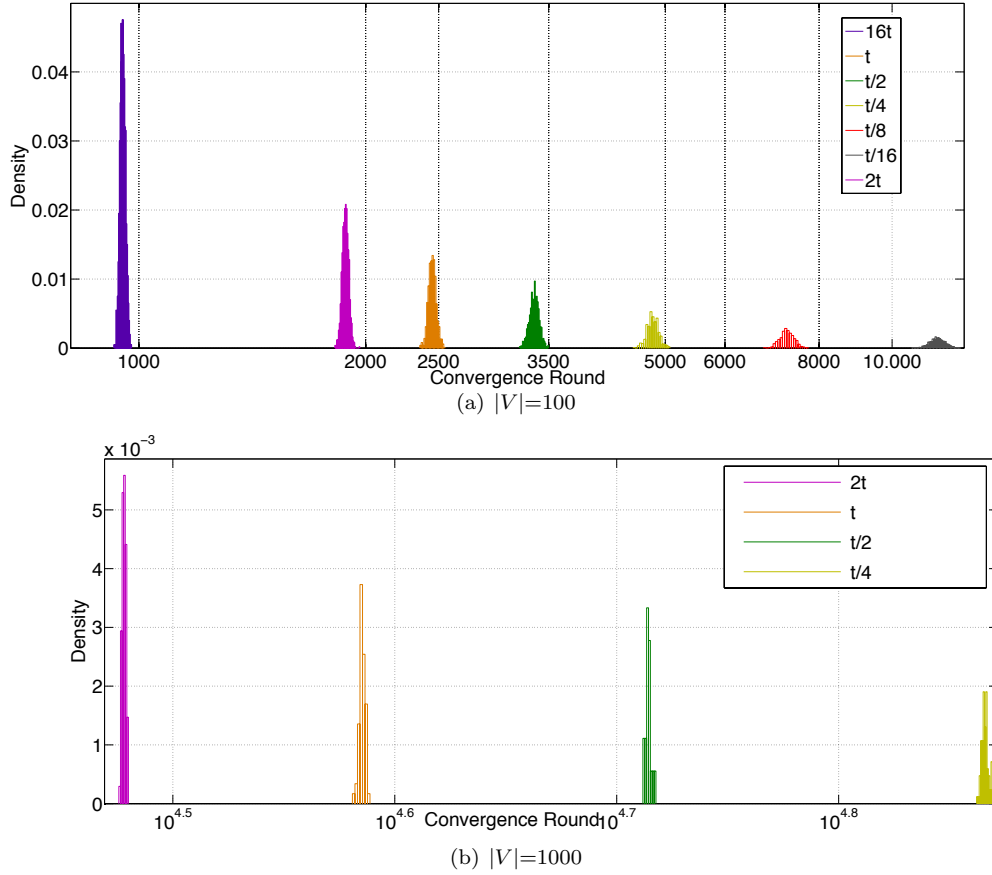 16t
t
t/2
t/4
t/8
t/16
2t
0.04
0.03
0.02
0.01
0
Density
1000
2000
2500
3500
5000
6000
8000
10.000
Convergence Round
(a) |V|=100
x 10⁻³
2t
t
t/2
t/4
5
4
3
2
1
0
Density
10^4.5
10^4.6
10^4.7
10^4.8
Convergence Round
(b) |V|=1000